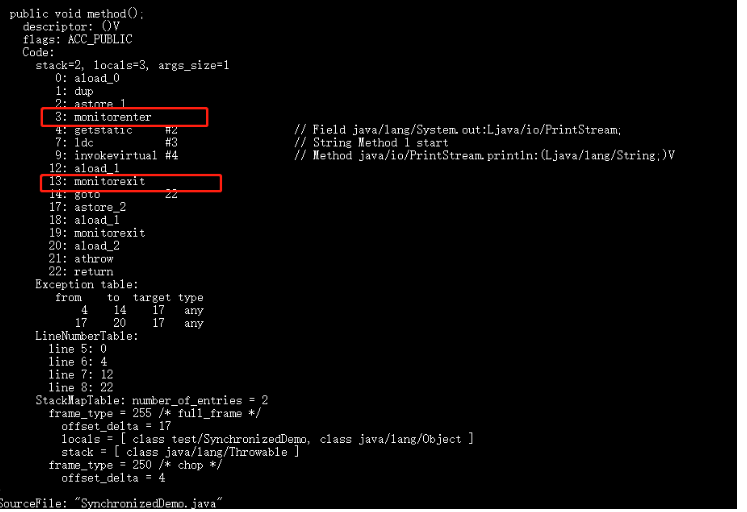 public void method();
descriptor: ()V
flags: ACC_PUBLIC
Code:
stack=2, locals=3, args_size=1
0: aload_0
1: dup
2: astore_1
3: monitorenter
4: getstatic #2 // Field java/lang/System.out:Ljava/io/PrintStream;
7: ldc #3 // String Method 1 start
9: invokevirtual #4 // Method java/io/PrintStream.println:(Ljava/lang/String;)V
12: aload_1
13: monitorexit
14: goto 22
17: astore_2
18: aload_1
19: monitorexit
20: aload_2
21: athrow
22: return
Exception table:
from to target type
4 14 17 any
17 20 17 any
LineNumberTable:
line 5: 0
line 6: 4
line 7: 12
line 8: 22
StackMapTable: number_of_entries = 2
frame_type = 255 /* full_frame */
offset_delta = 17
locals = [ class test/SynchronizedDemo, class java/lang/Object ]
stack = [ class java/lang/Throwable ]
frame_type = 250 /* chop */
offset_delta = 4
SourceFile: "SynchronizedDemo.java"